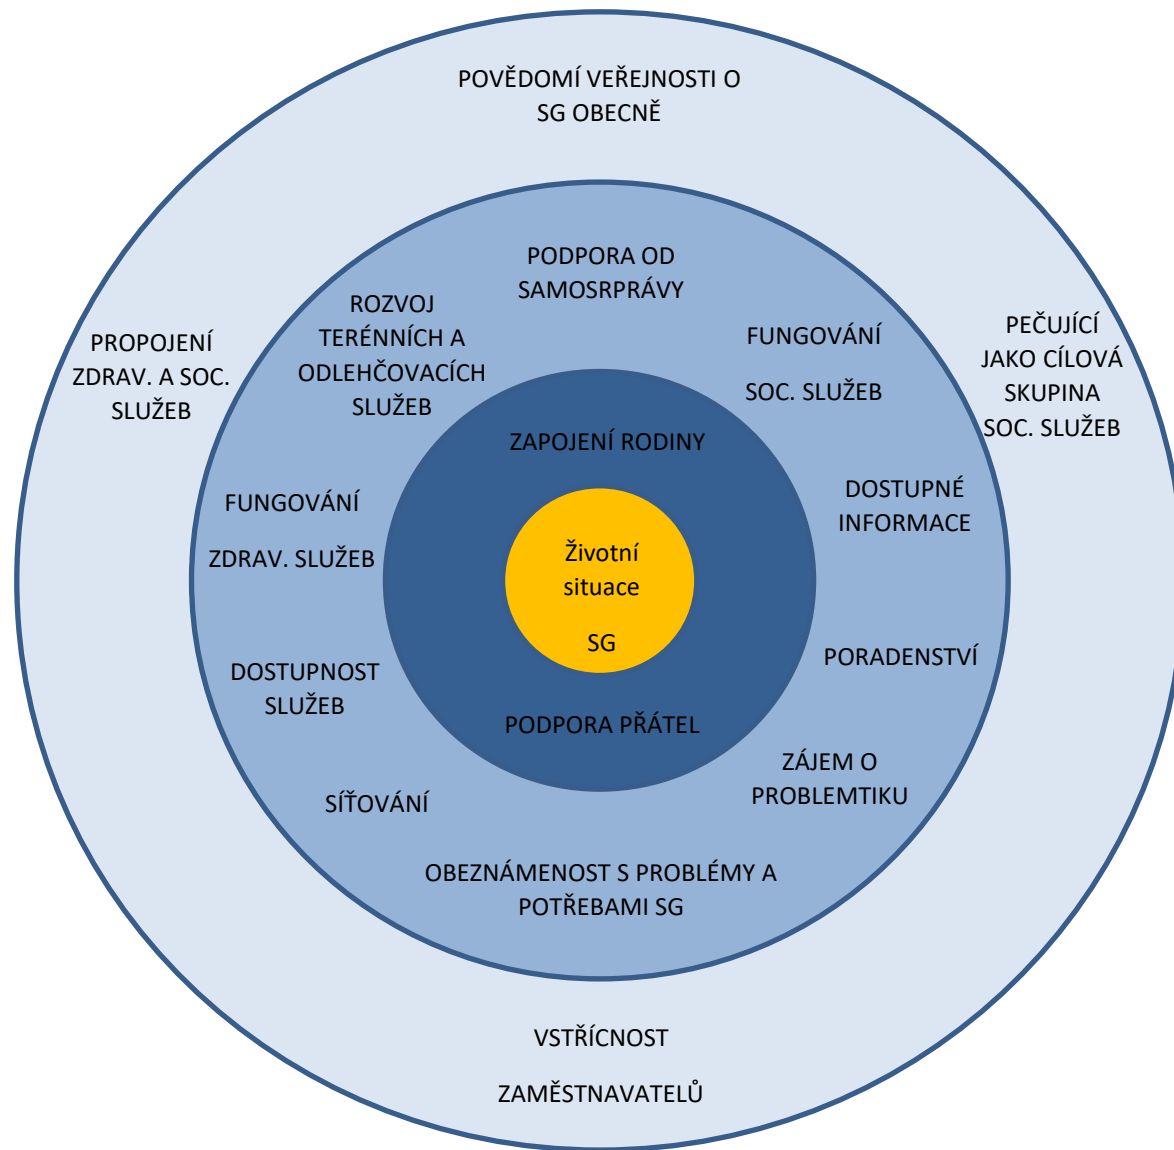 POVĚDOMÍ VEŘEJNOSTI O
SG OBECNĚ
PODPORA OD
SAMOSRPRÁVY
ROZVOJ
TERÉNNÍCH A
ODLEHČOVACÍCH
SLUŽEB
FUNGOVÁNÍ
SOC. SLUŽEB
PROPOJENÍ
ZDRAV. A SOC.
SLUŽEB
PEČUJÍCÍ
JAKO CÍLOVÁ
SKUPINA
SOC. SLUŽEB
ZAPOJENÍ RODINY
FUNGOVÁNÍ
ZDRAV. SLUŽEB
DOSTUPNÉ
INFORMACE
Životní
situace
SG
DOSTUPNOST
SLUŽEB
PORADENSTVÍ
PODPORA PŘÁTEL
ZÁJEM O
PROBLEMTIKU
SÍŤOVÁNÍ
OBEZNÁMENOST S PROBLÉMY A
POTŘEBAMI SG
VSTŘÍCNOST
ZAMĚSTNAVATELŮ